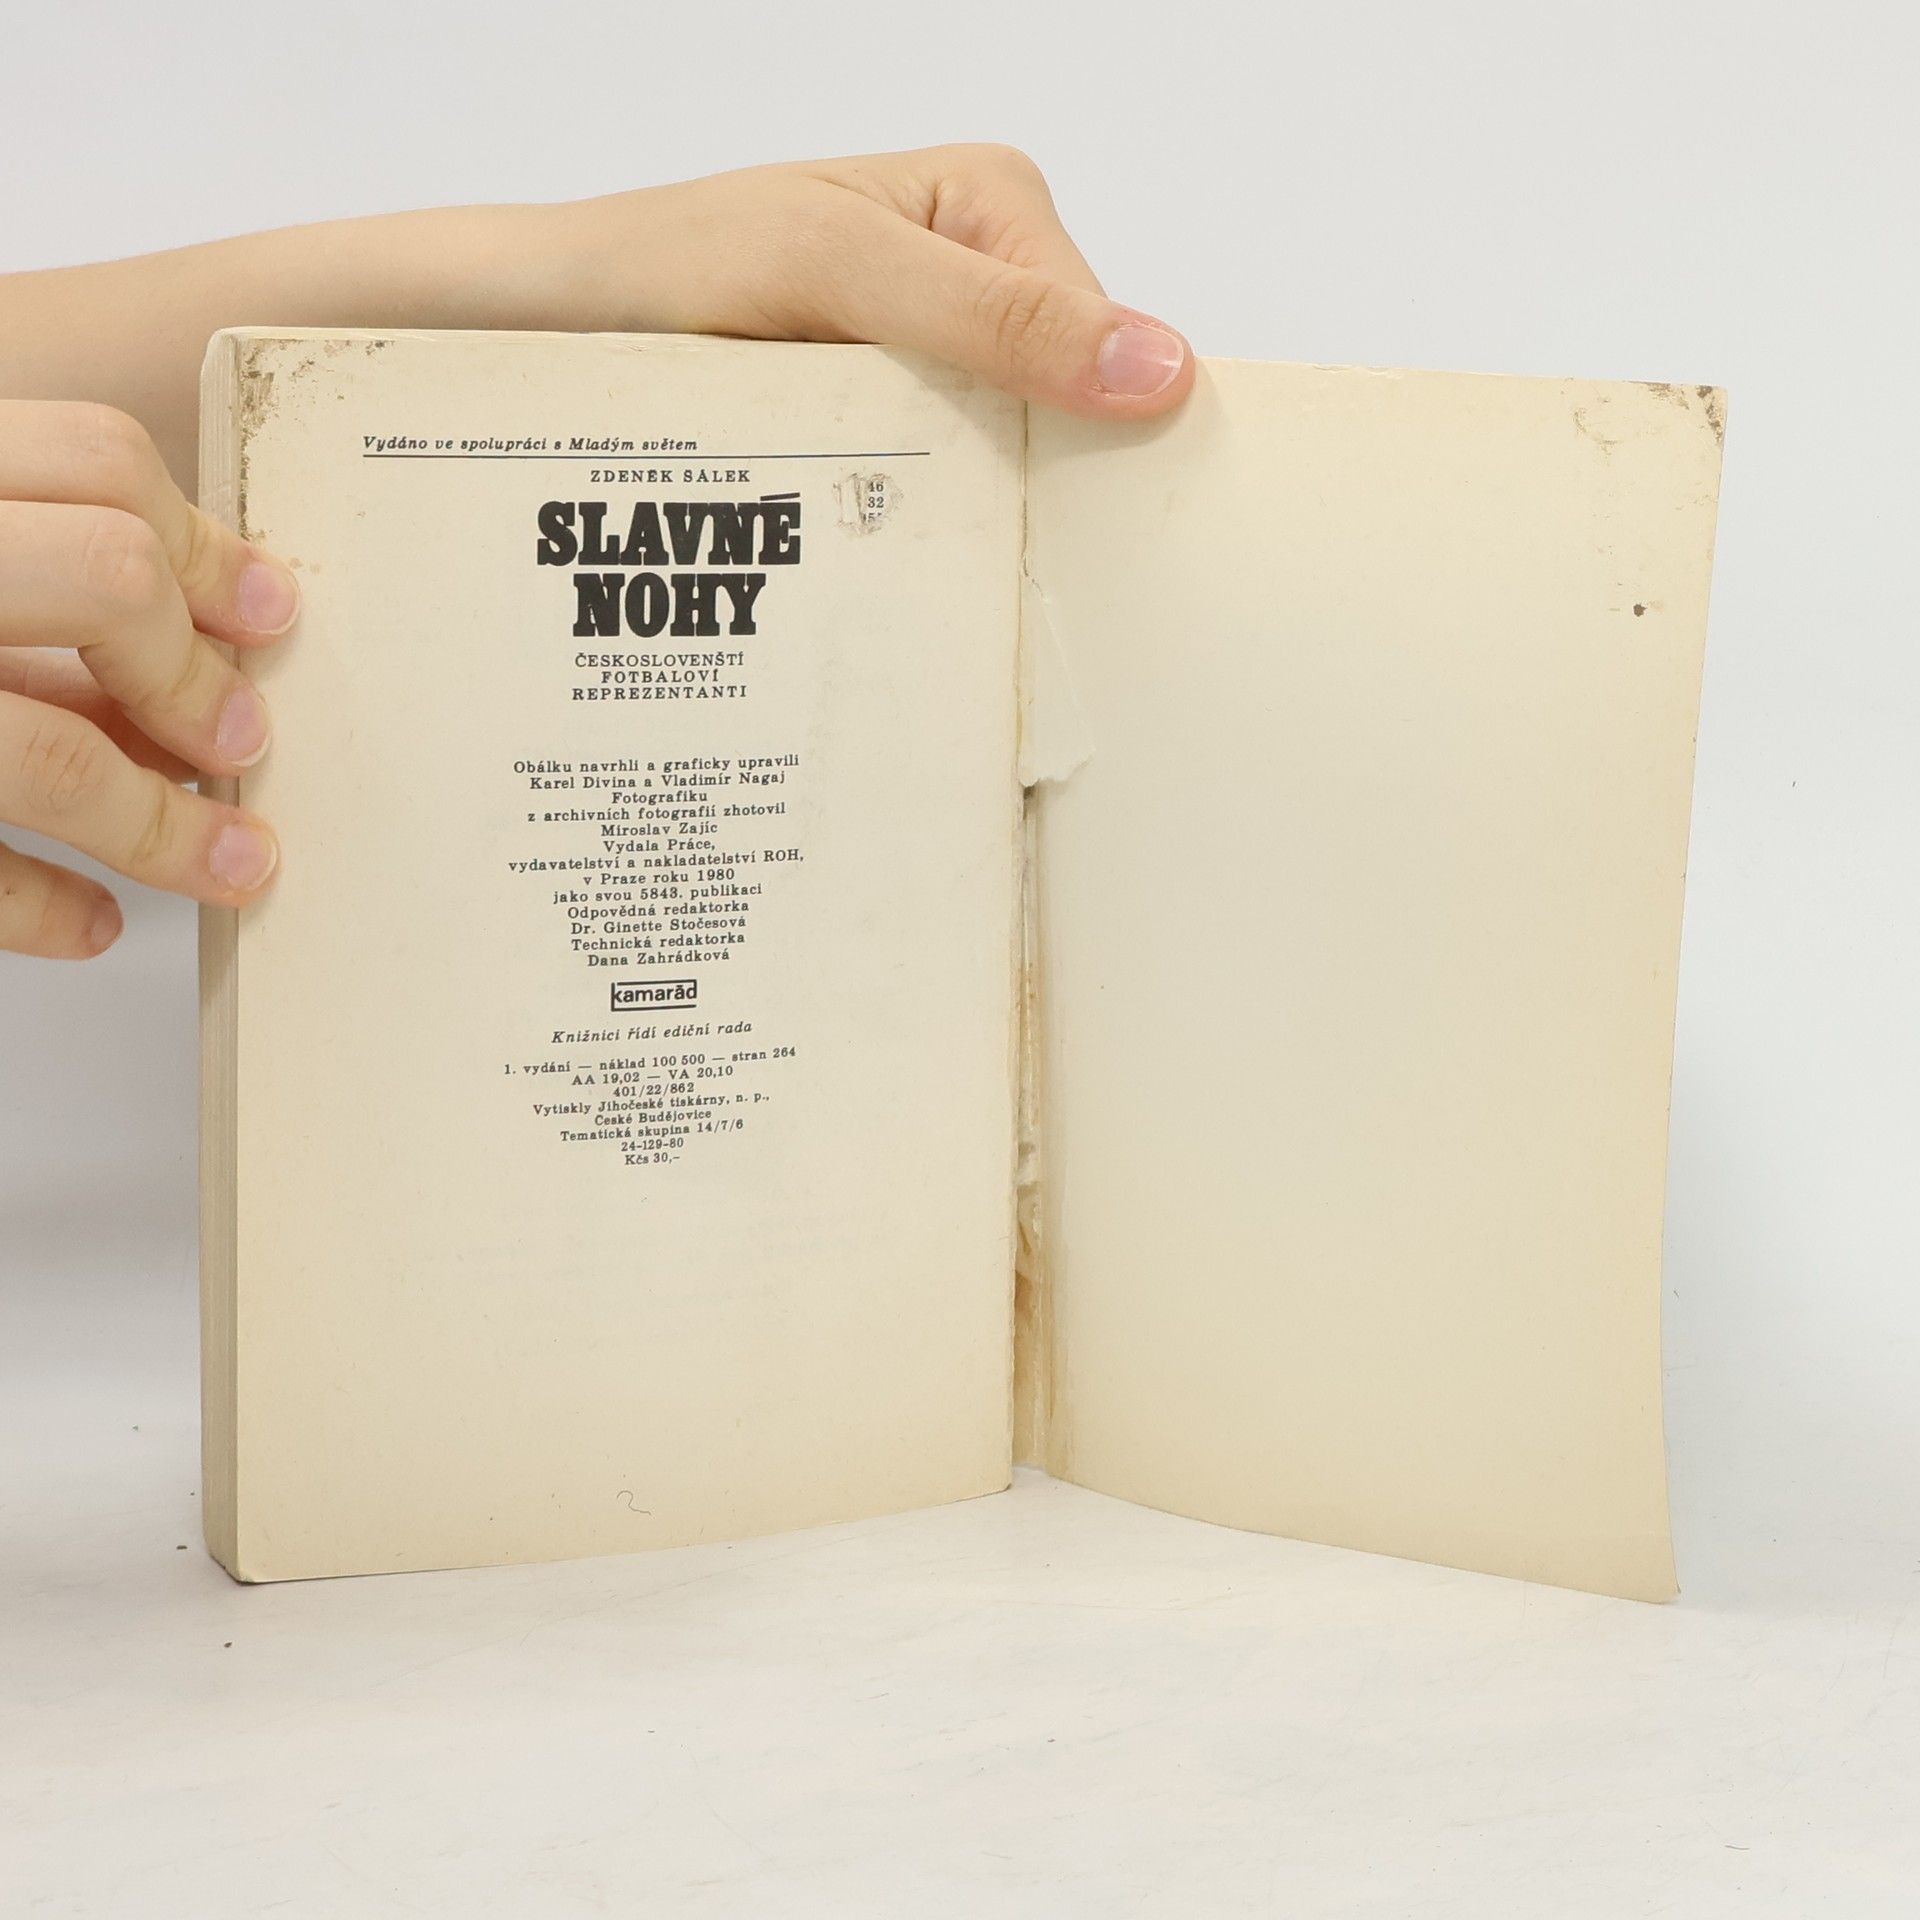 Vydáno ve spolupráci s Mladým světem
ZDENĚK ŠÁLEK
46
32
SLAVNÉ
NOHY
ČESKOSLOVENŠTÍ
FOTBALOVÍ
REPREZENTANTI
Obálku navrhli a graficky upravili
Karel Divina a Vladimír Nagaj
Fotografiku
z archivních fotografií zhotovil
Miroslav Zajíc
Vydala Práce,
vydavatelství a nakladatelství ROH,
v Praze roku 1980
jako svou 5843. publikaci
Odpovědná redaktorka
Dr. Ginette Stočesová
Technická redaktorka
Dana Zahrádková
kamarád
Knižnici řídí ediční rada
1. vydání — náklad 100 500 — stran 264
AA 19,02 — VA 20,10
401/22/862
Vytiskly Jihočeské tiskárny, n. p.,
České Budějovice
Tematická skupina 14/7/6
24-129-80
Kčs 30,–